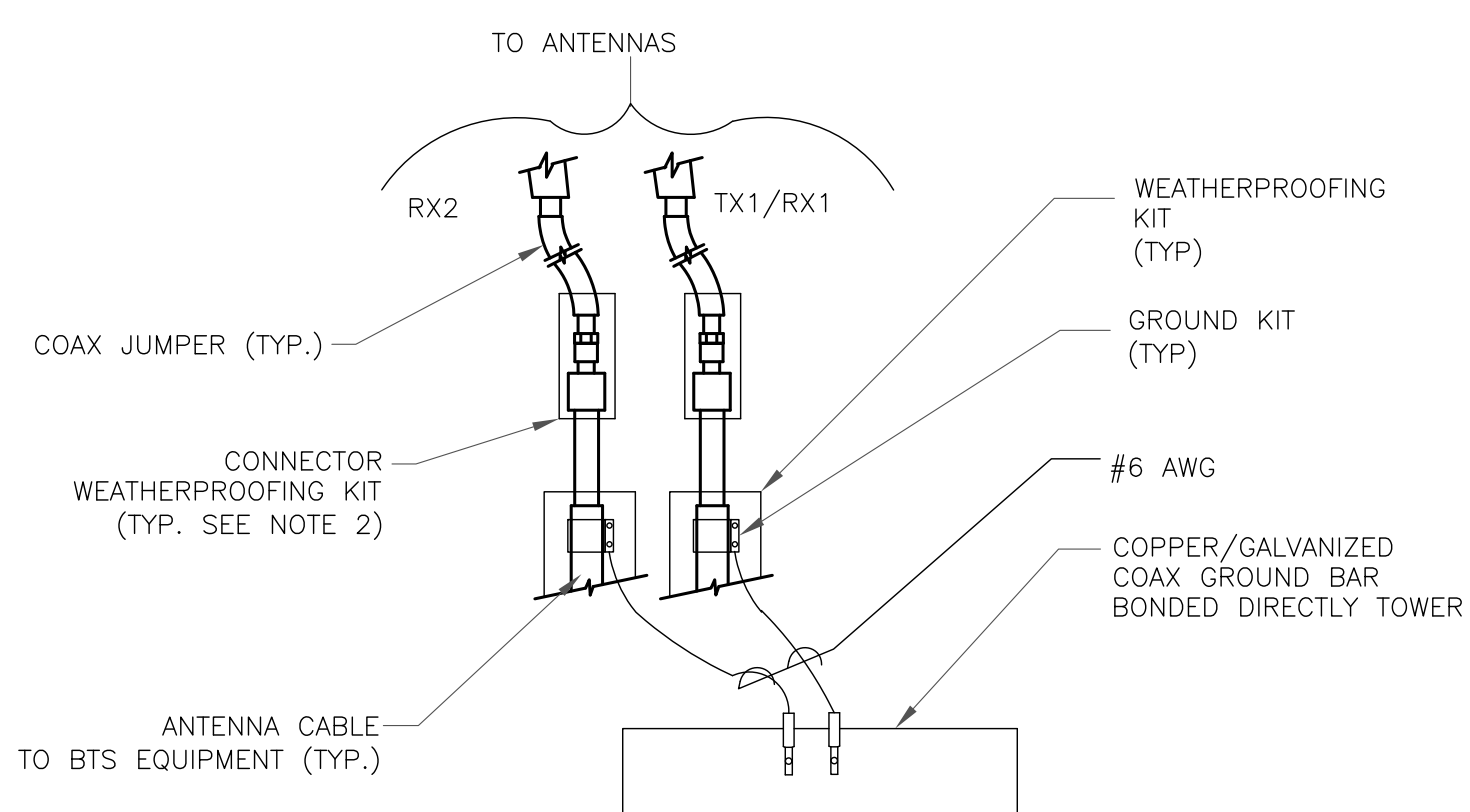 TO ANTENNAS
RX2
TX1/RX1
WEATHERPROOFING
KIT
(TYP)
COAX JUMPER (TYP.)
GROUND KIT
(TYP)
CONNECTOR
WEATHERPROOFING KIT
(TYP. SEE NOTE 2)
#6 AWG
COPPER/GALVANIZED
COAX GROUND BAR
BONDED DIRECTLY TOWER
ANTENNA CABLE
TO BTS EQUIPMENT (TYP.)